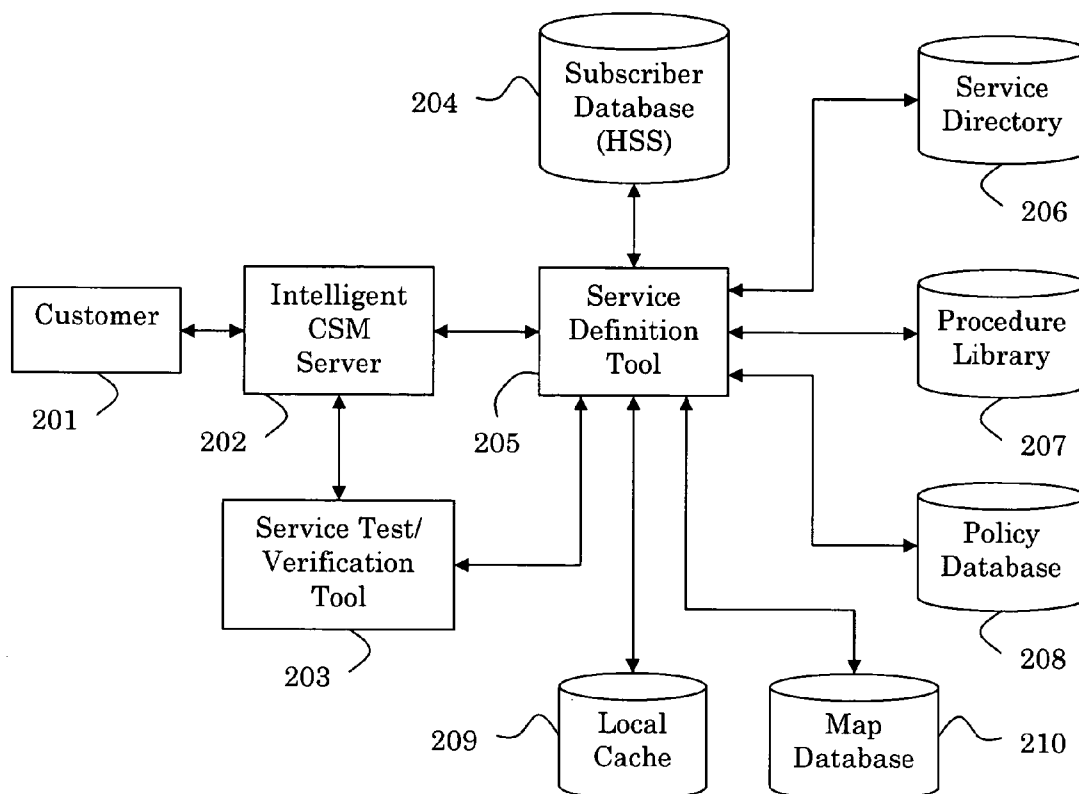 Subscriber
Database
(HSS)
204
Service
Directory
206
Customer
201
Intelligent
CSM
Server
202
Service
Definition
Tool
205
Procedure
Library
207
Service Test/
Verification
Tool
203
Policy
Database
208
Local
Cache
209
Map
Database
210